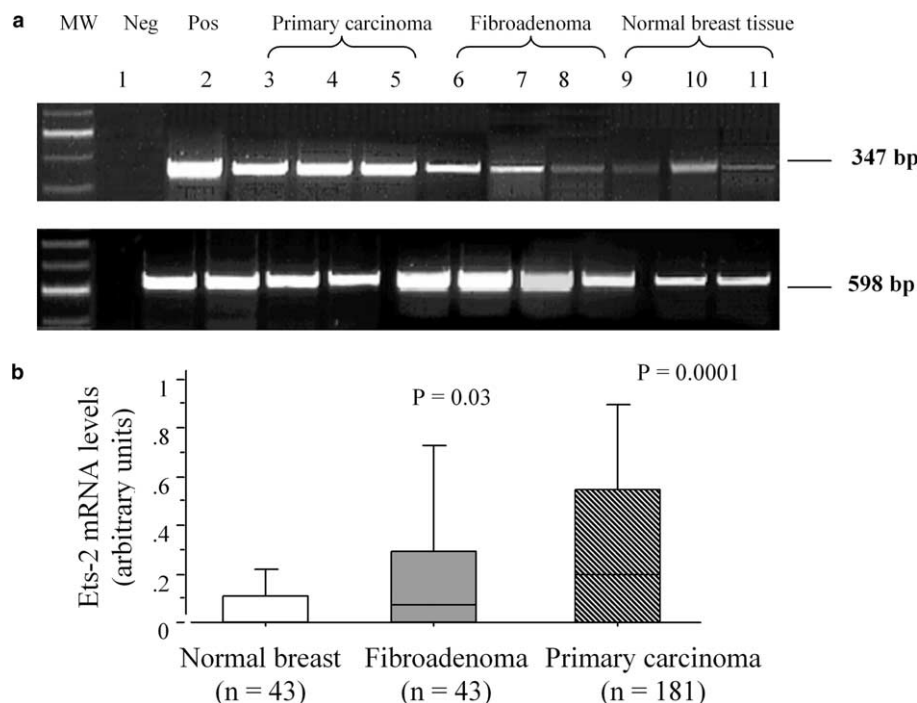 a MW Neg Pos Primary carcinoma Fibroadenoma Normal breast tissue
1 2 3 4 5 6 7 8 9 10 11
347 bp
598 bp
b
Ets-2 mRNA levels
(arbitrary units)
1
.8
.6
.4
.2
0
P = 0.03
P = 0.0001
Normal breast Fibroadenoma Primary carcinoma
(n = 43) (n = 43) (n = 181)